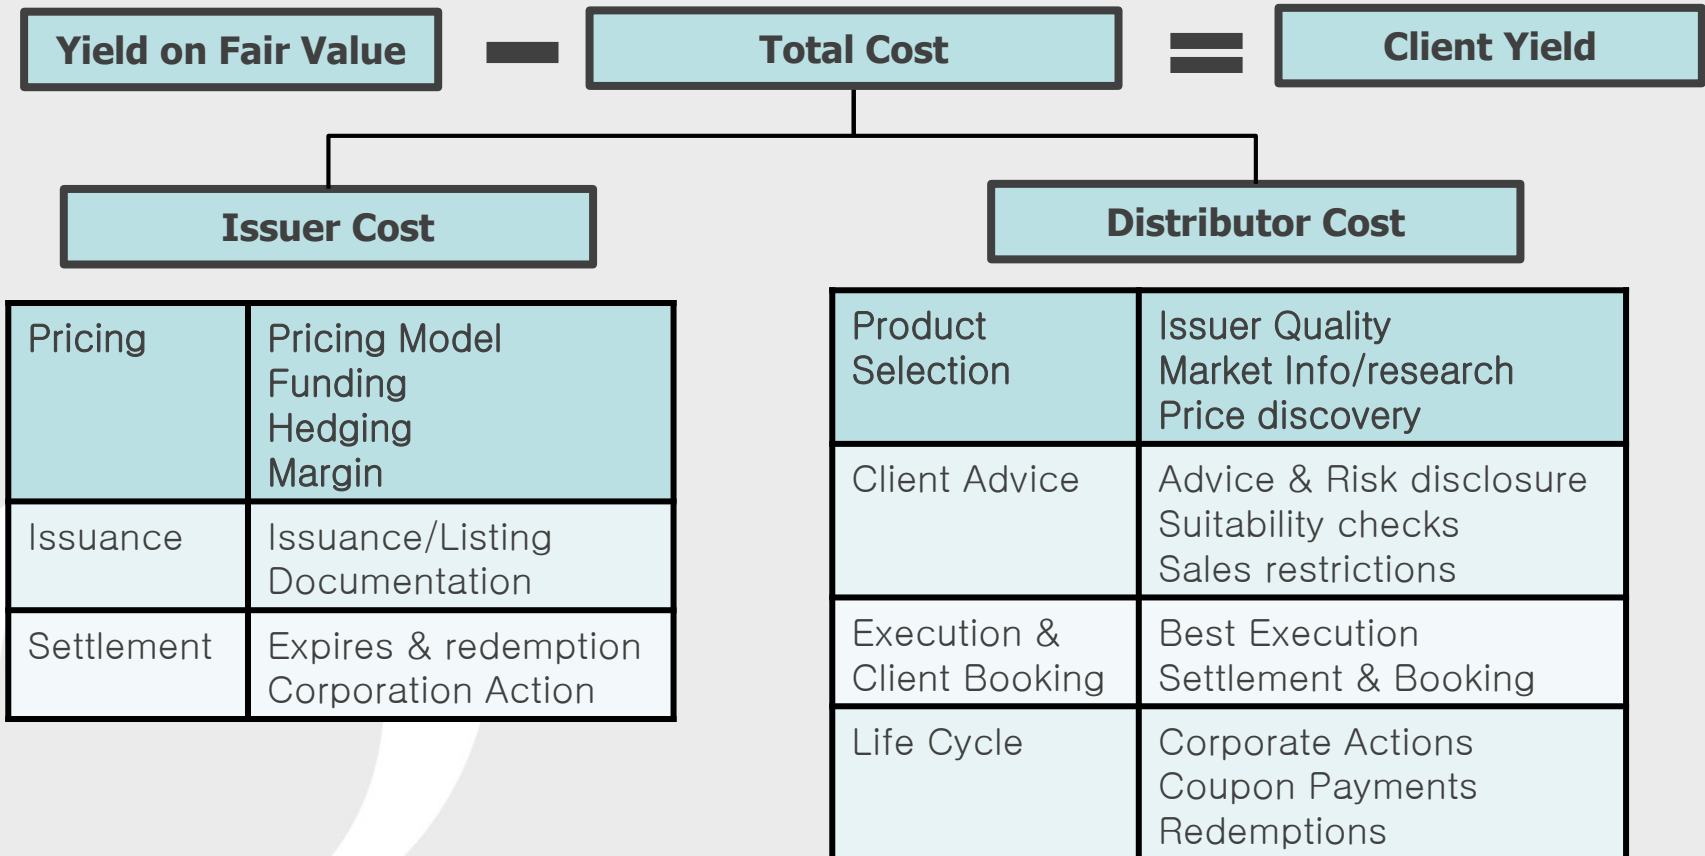 Yield on Fair Value
Total Cost
Client Yield
Issuer Cost
Distributor Cost
Pricing
Pricing Model
Funding
Hedging
Margin
Issuance
Issuance/Listing
Documentation
Settlement
Expires & redemption
Corporation Action
Product
Selection
Issuer Quality
Market Info/research
Price discovery
Client Advice
Advice & Risk disclosure
Suitability checks
Sales restrictions
Execution &
Client Booking
Best Execution
Settlement & Booking
Life Cycle
Corporate Actions
Coupon Payments
Redemptions